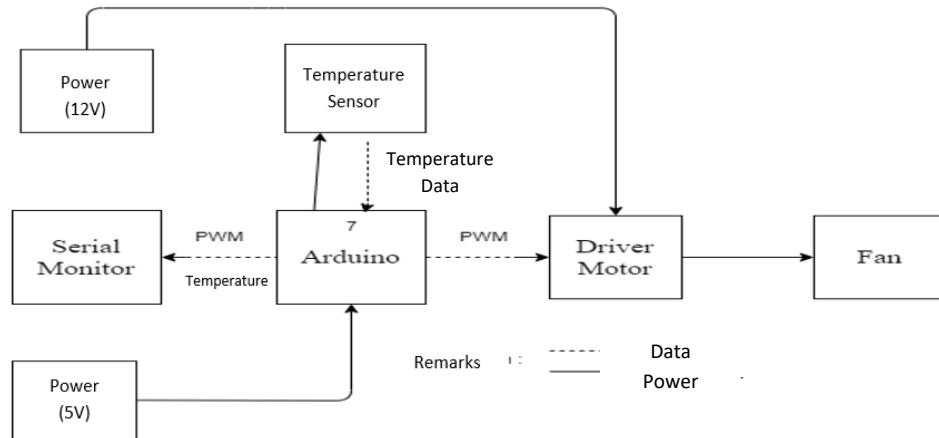 Power
(12V)
Temperature
Sensor
Temperature
Data
Serial
Monitor
PWM
Temperature
7
Arduino
PWM
Driver
Motor
Fan
Power
(5V)
Remarks :
Data
Power